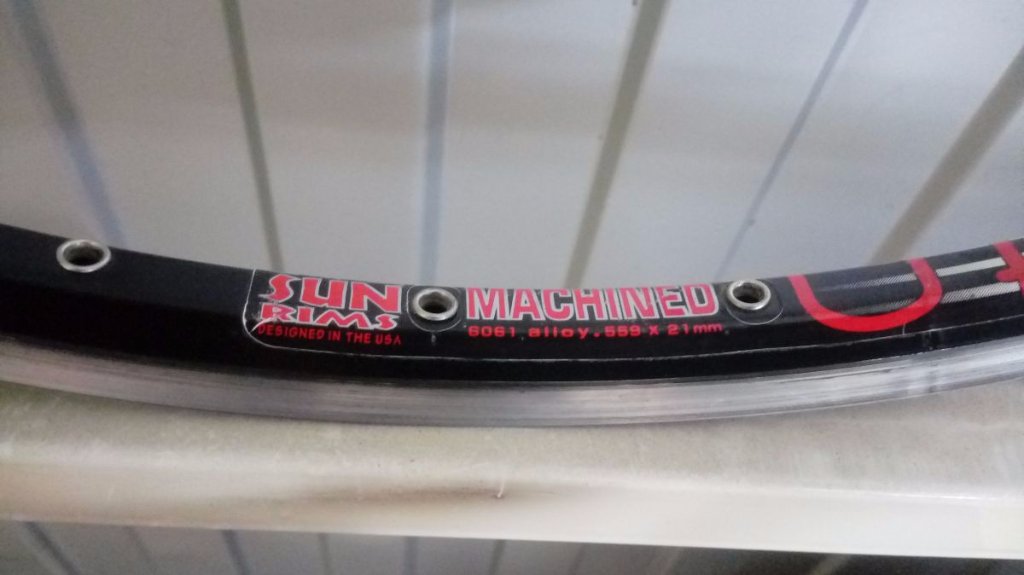 SUN
RIMS
DESIGNED IN THE USA
MACHINED
6061 alloy.559 X 21mm.